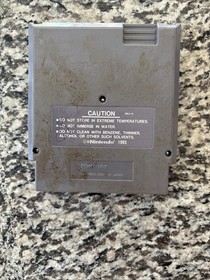 CAUTION
●DO NOT STORE IN EXTREME TEMPERATURES.
●DO NOT IMMERSE IN WATER.
●DO NOT CLEAN WITH BENZENE, THINNER,
ALCOHOL OR OTHER SUCH SOLVENTS.
©Nintendo 1985